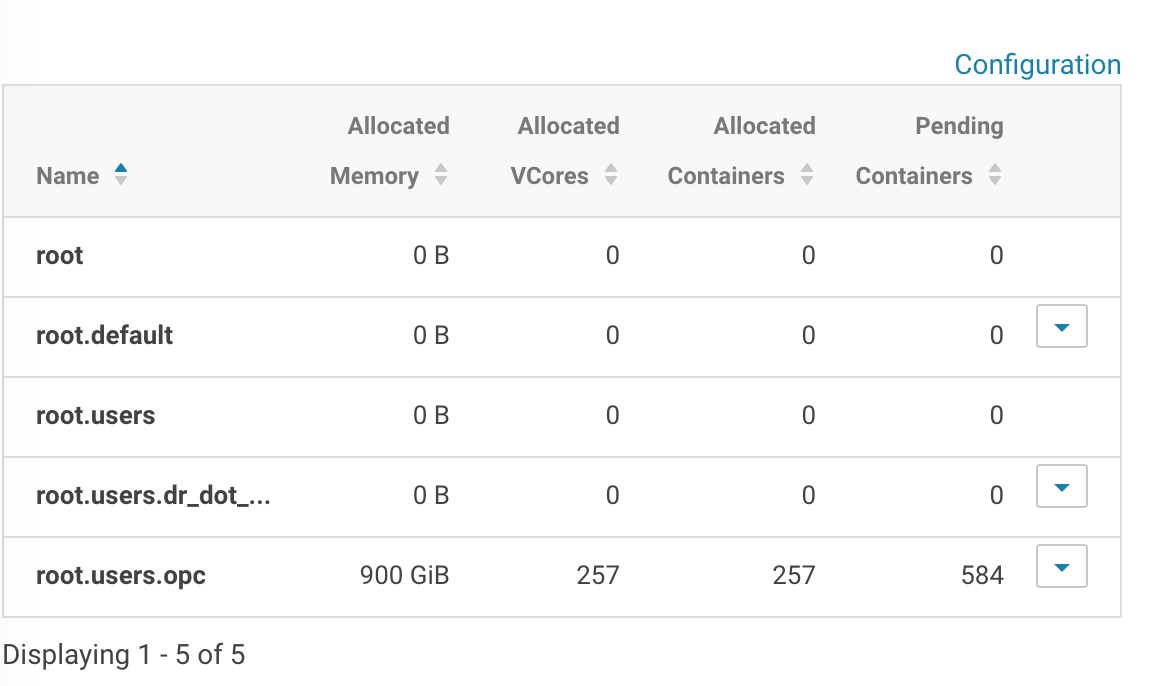 Configuration
Allocated Allocated Allocated Pending
Name Memory VCores Containers Containers
root 0 B 0 0 0
root.default 0 B 0 0 0
root.users 0 B 0 0 0
root.users.dr_dot_... 0 B 0 0 0
root.users.opc 900 GiB 257 257 584
Displaying 1 - 5 of 5